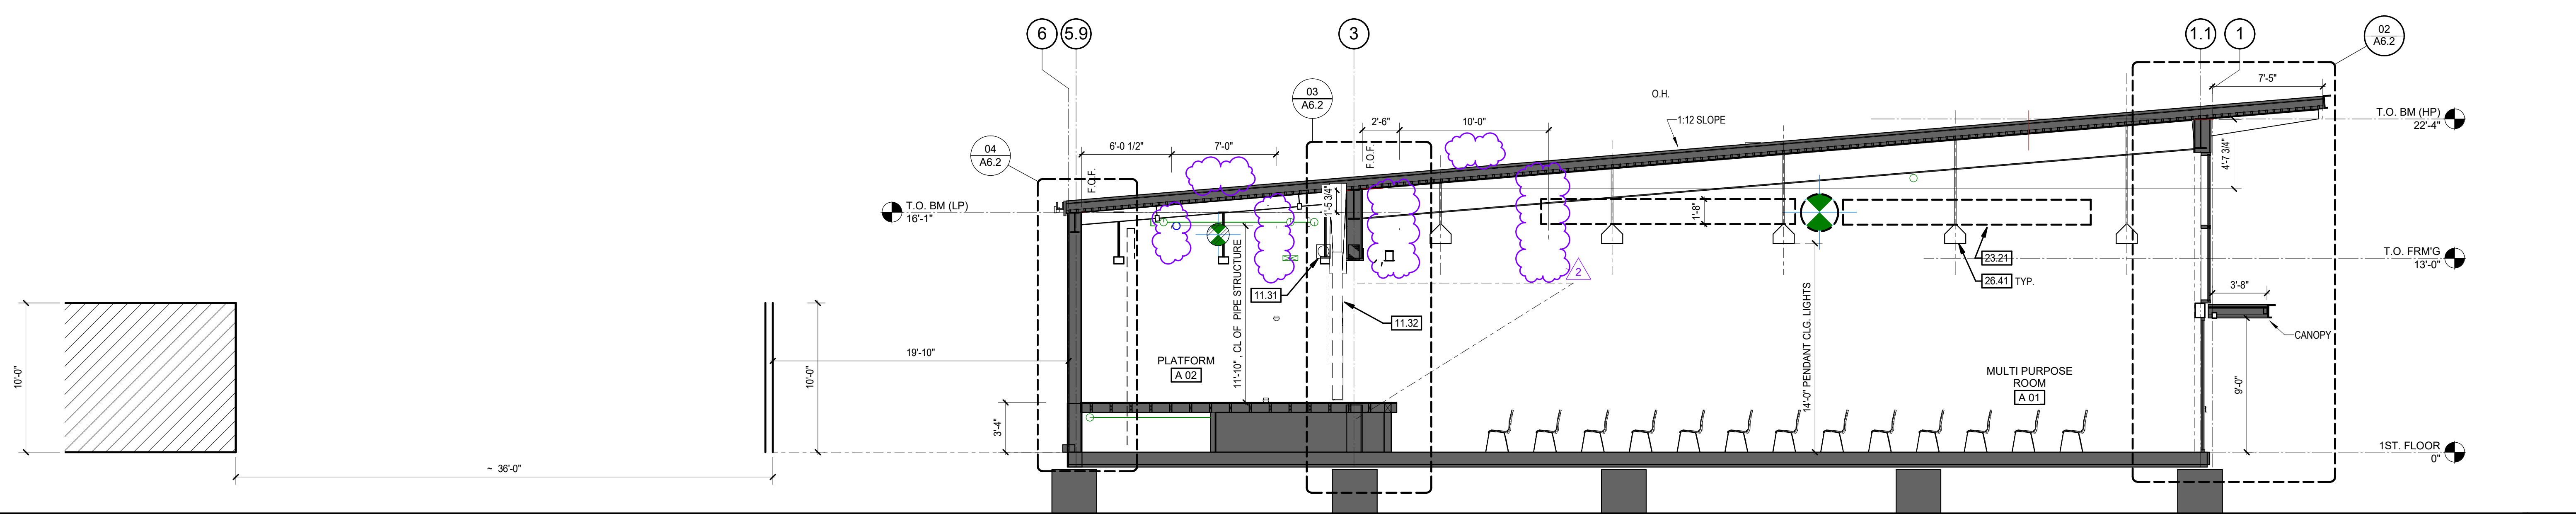 6
5.9
3
1.1
1
02
A6.2
7'-5"
O.H.
03
A6.2
T.O. BM (HP)
22'-4"
2'-6"
10'-0"
1:12 SLOPE
04
A6.2
6'-0 1/2"
7'-0"
F.O.F.
F.O.F.
4'-7 3/4"
T.O. BM (LP)
16'-1"
1'-5 3/4"
1'-8"
T.O. FRM'G
13'-0"
23.21
2
26.41 TYP.
11.31
3'-8"
11.32
11'-10" , CL OF PIPE STRUCTURE
14'-0" PENDANT CLG. LIGHTS
CANOPY
19'-10"
PLATFORM
A 02
10'-0"
10'-0"
MULTI PURPOSE
ROOM
A 01
9'-0"
3'-4"
1ST. FLOOR
0"
~ 36'-0"